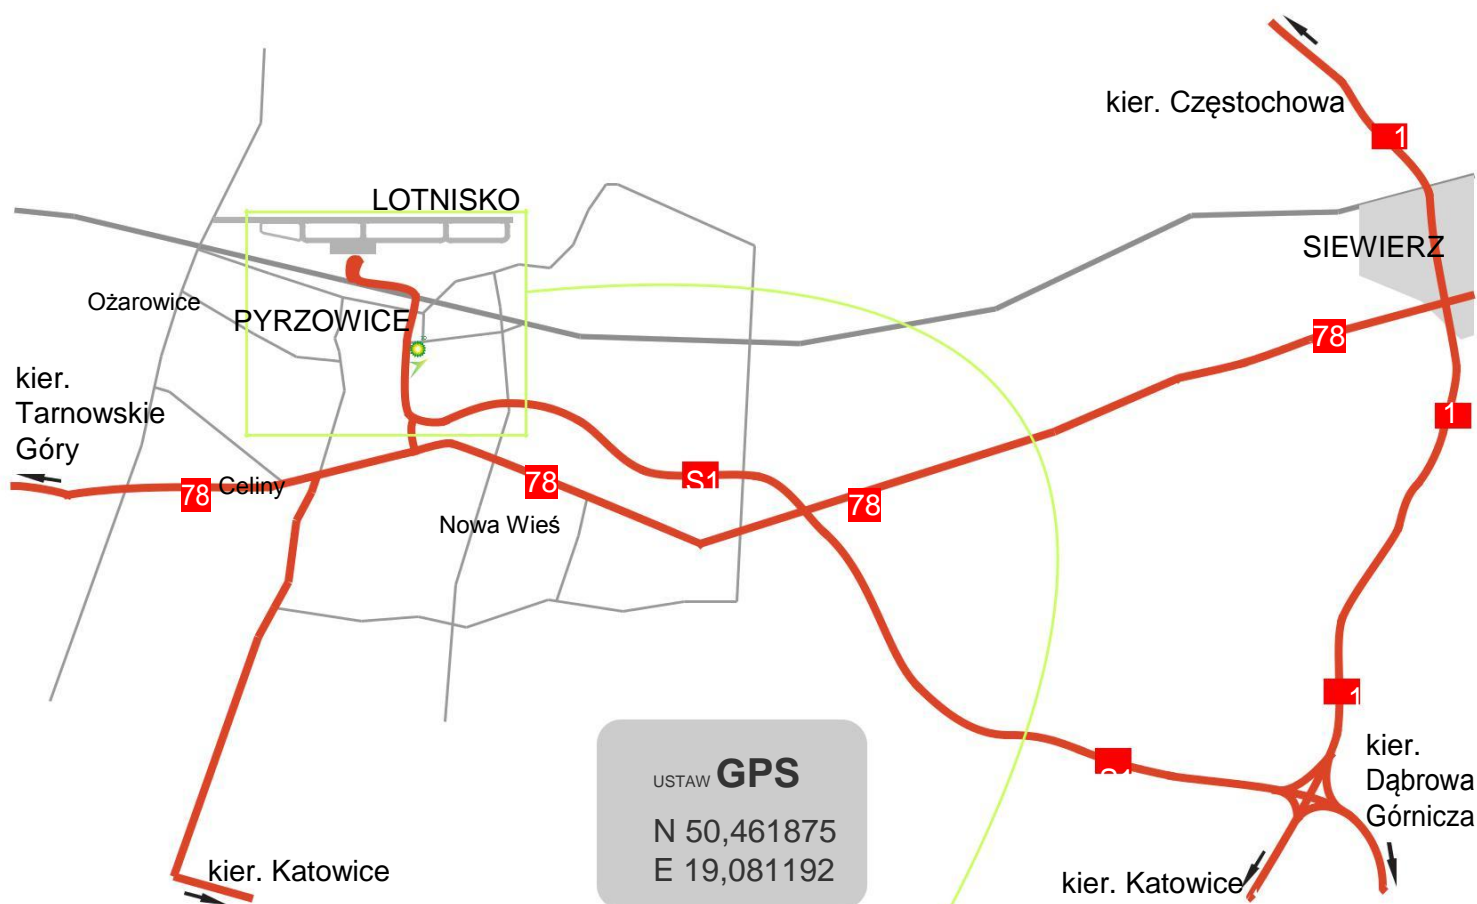 kier. Częstochowa
1
LOTNISKO
SIEWIERZ
Ożarowice
PYRZOWICE
78
kier.
Tarnowskie
Góry
1
78
Celiny
78
S1
78
Nowa Wieś
1
kier.
Dąbrowa
Górnicza
USTAW GPS
N 50,461875
E 19,081192
S1
kier. Katowice
kier. Katowice